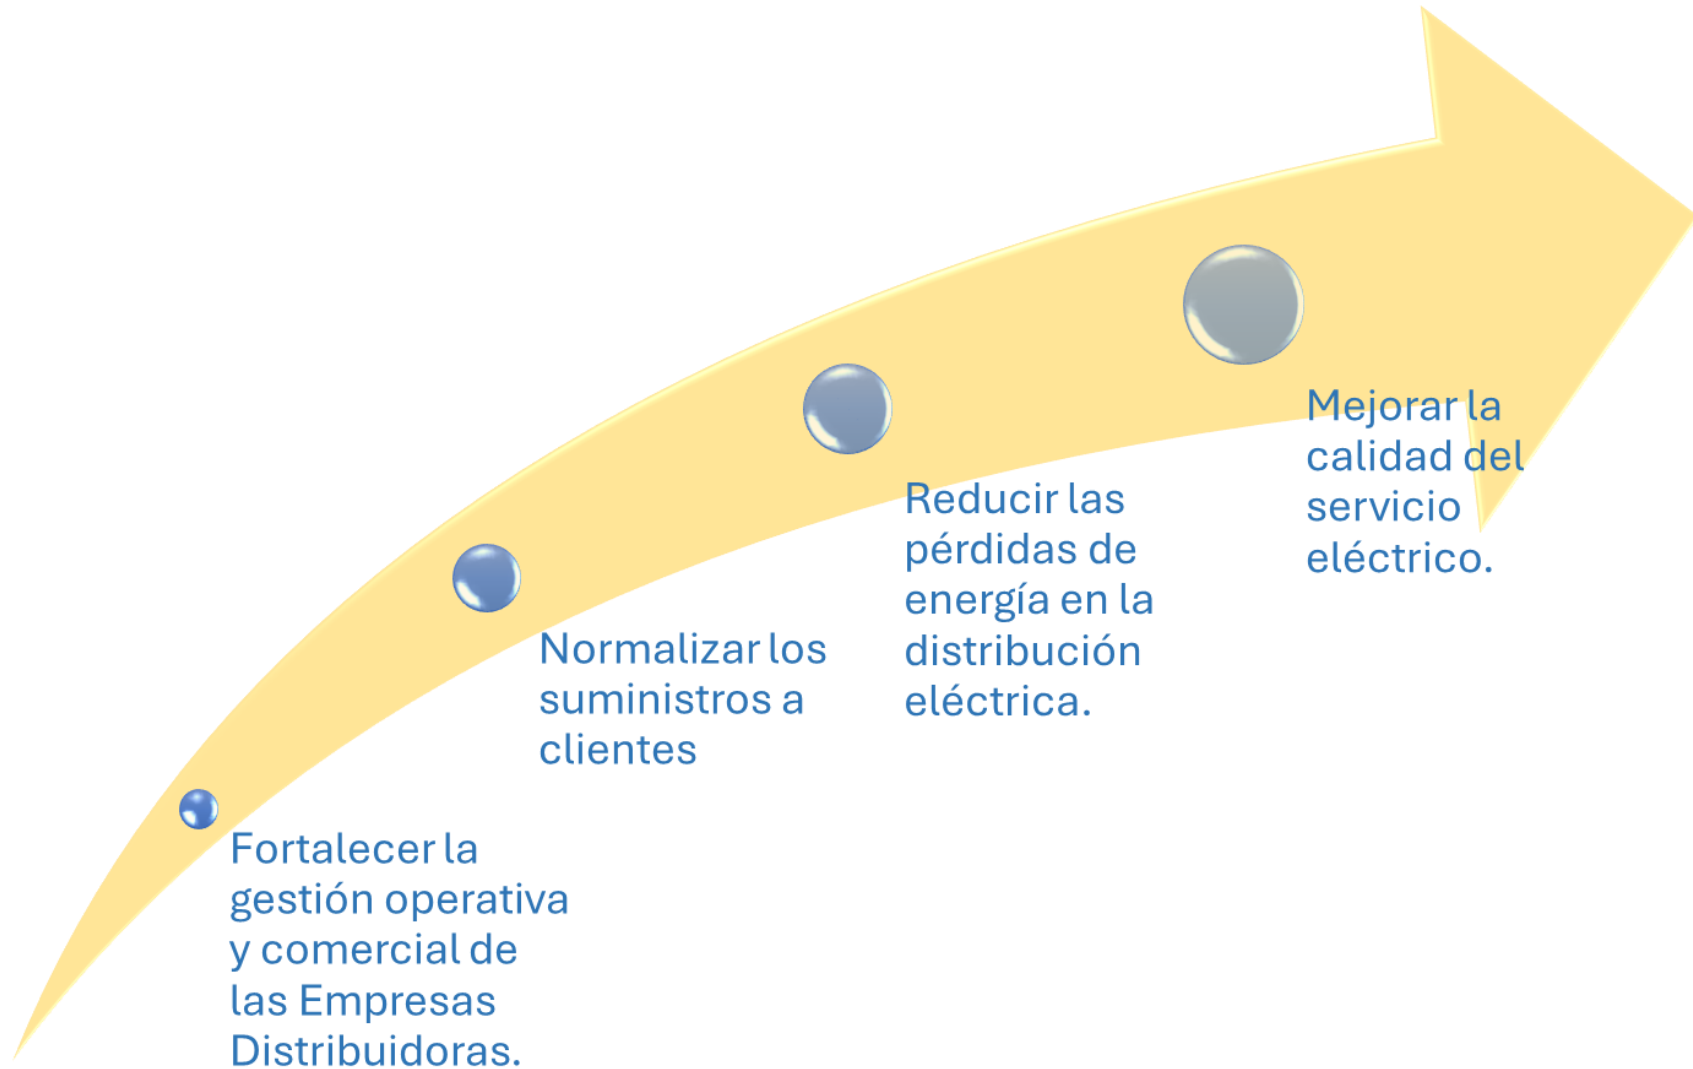 Fortalecer la
gestión operativa
y comercial de
las Empresas
Distribuidoras.
Normalizar los
suministros a
clientes
Reducir las
pérdidas de
energía en la
distribución
eléctrica.
Mejorar la
calidad del
servicio
eléctrico.